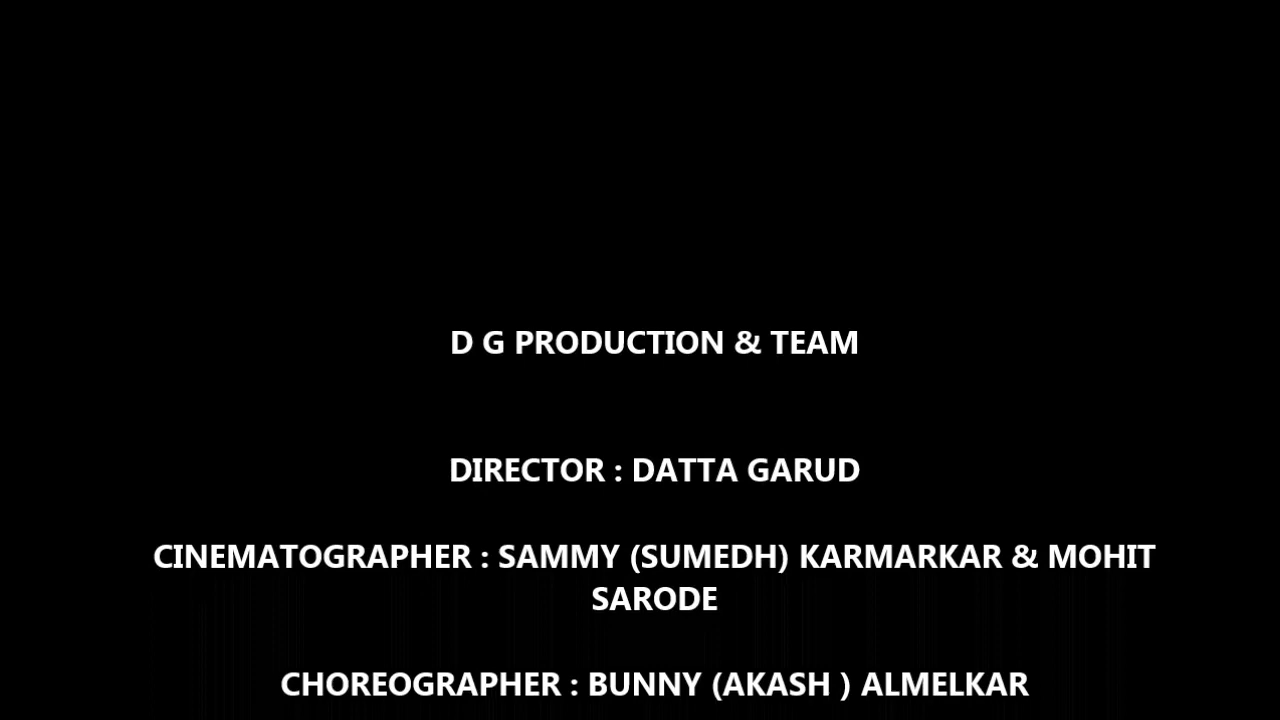 D G PRODUCTION & TEAM
DIRECTOR : DATTA GARUD
CINEMATOGRAPHER : SAMMY (SUMEDH) KARMARKAR & MOHIT
SARODE
CHOREOGRAPHER : BUNNY (AKASH ) ALMELKAR